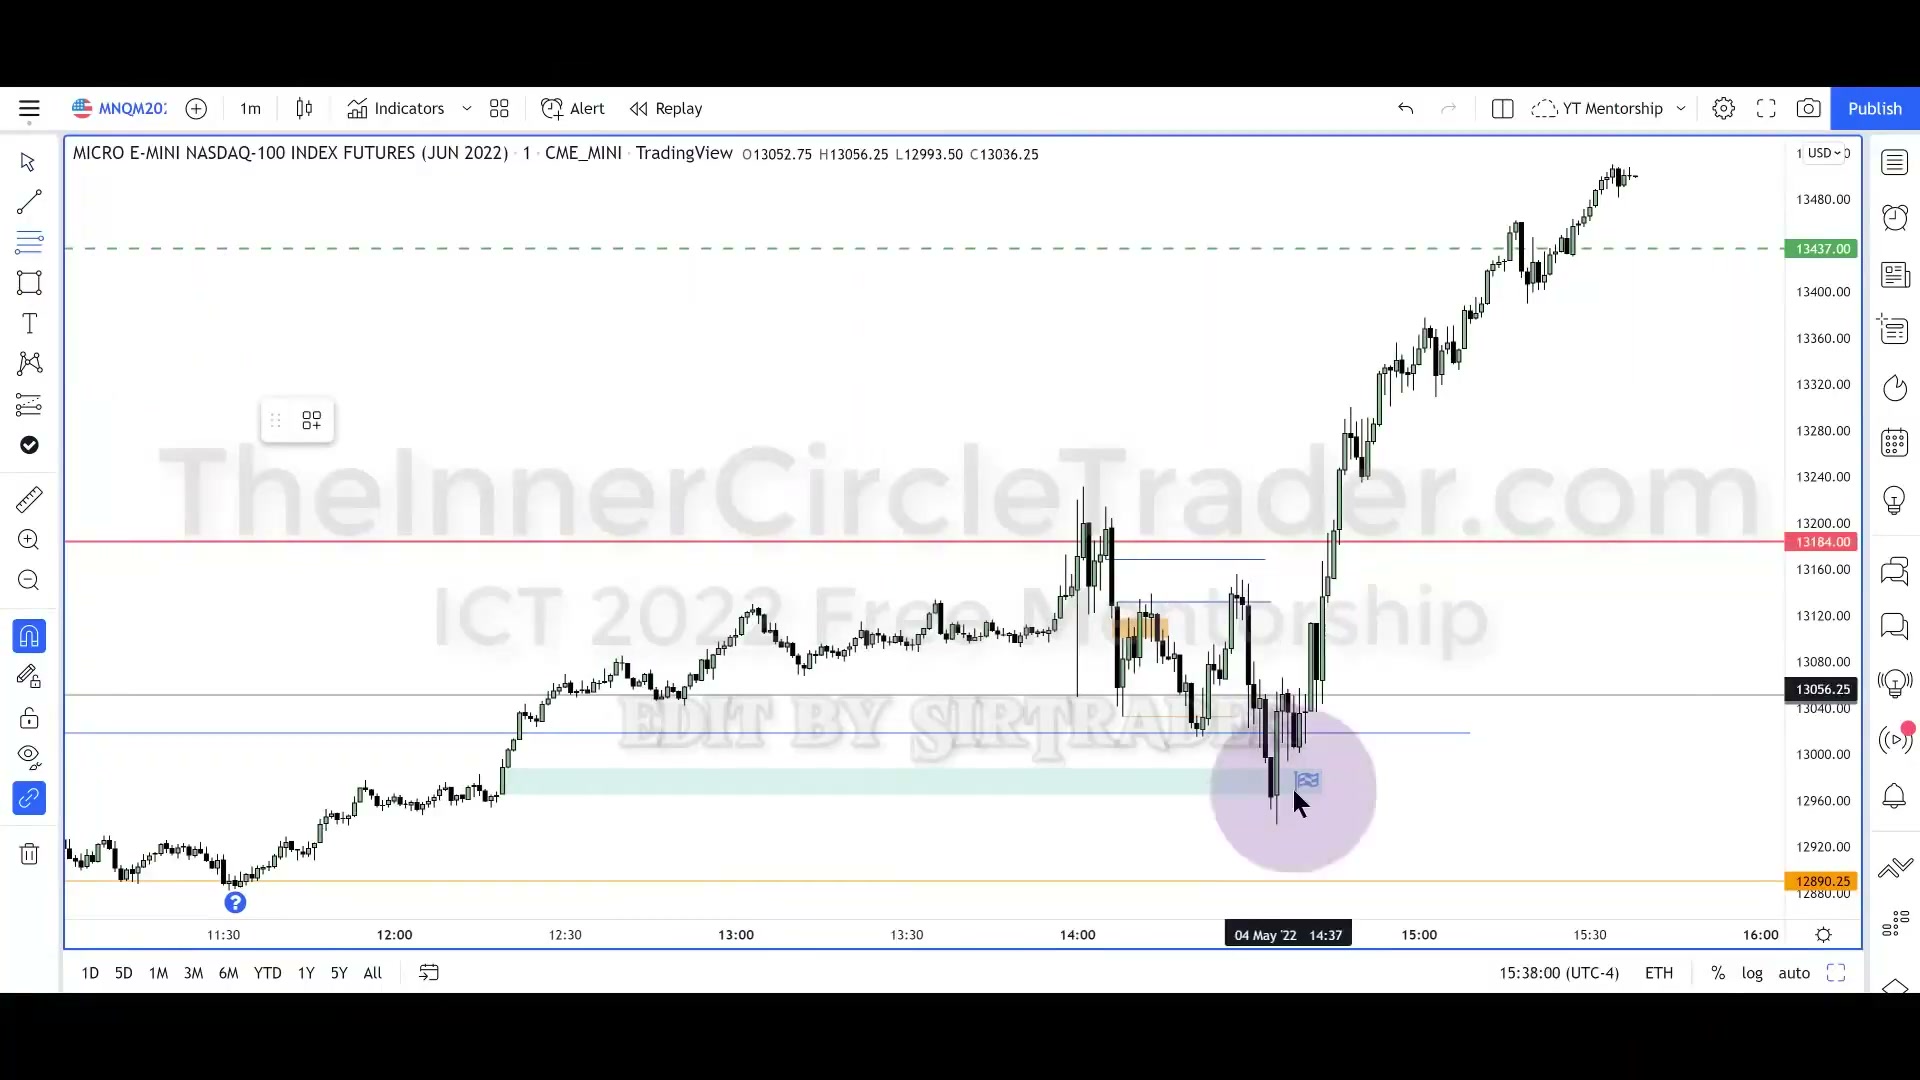 MNQM202
1m
Indicators
Alert
Replay
YT Mentorship
Publish
MICRO E-MINI NASDAQ-100 INDEX FUTURES (JUN 2022) · 1 · CME_MINI · TradingView O13052.75 H13056.25 L12993.50 C13036.25
USD
13480.00
13437.00
13400.00
13360.00
13320.00
13280.00
13240.00
TheInnerCircleTrader.com
13200.00
13184.00
13160.00
ICT 2022 Free Mentorship
13120.00
13080.00
13056.25
13040.00
EDIT BY SIRTRADER
13000.00
12960.00
12920.00
12890.25
12880.00
?
11:30
12:00
12:30
13:00
13:30
14:00
04 May '22 14:37
15:00
15:30
16:00
1D 5D 1M 3M 6M YTD 1Y 5Y All
15:38:00 (UTC-4) ETH % log auto